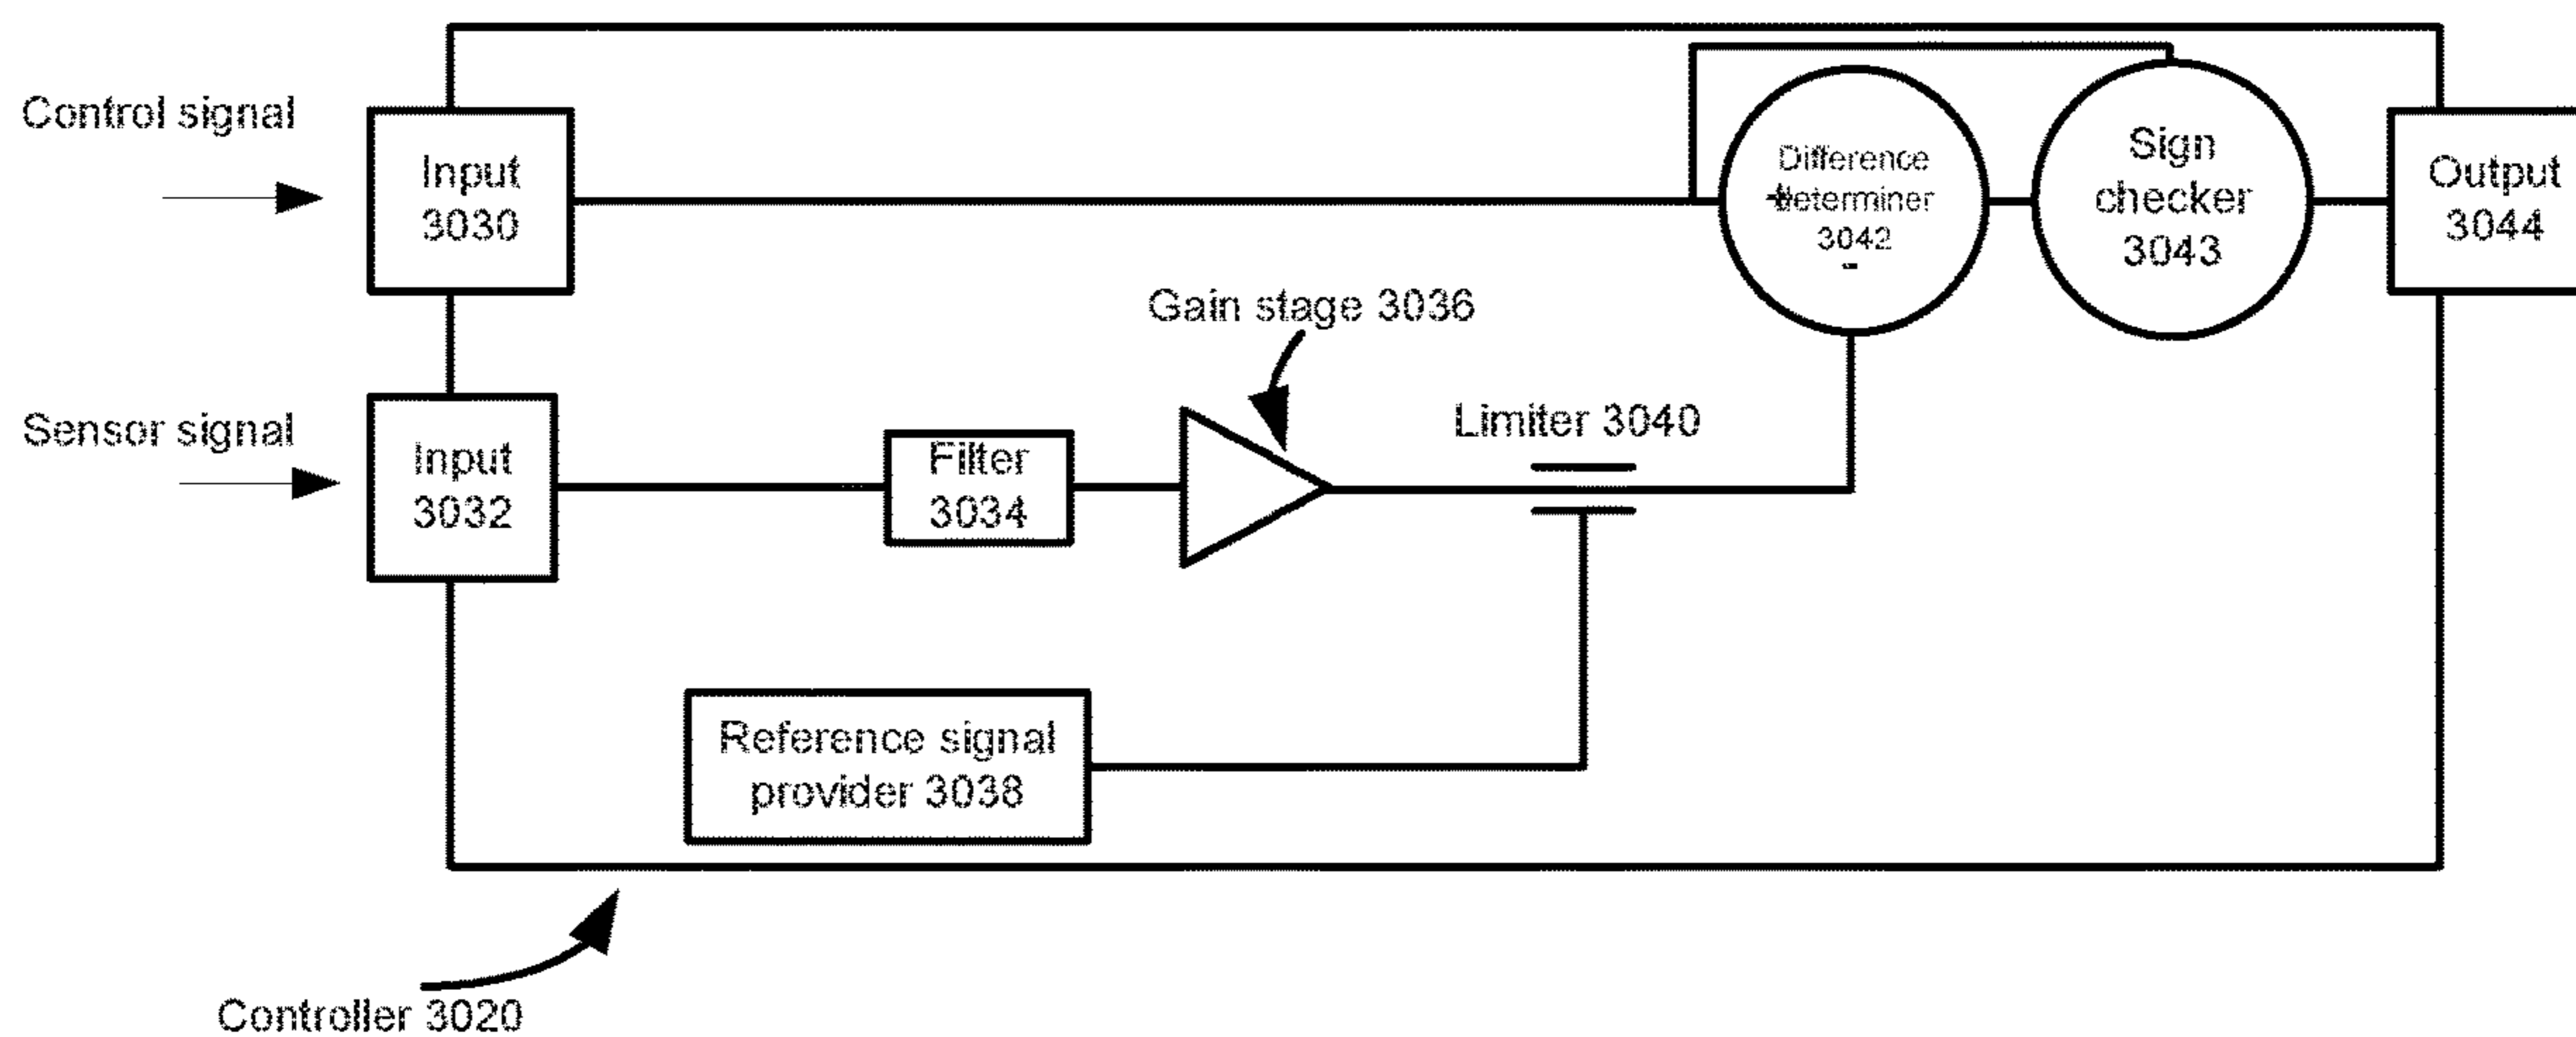 Control signal
Input
3030
Difference
+determiner
3042
-
Sign
checker
3043
Output
3044
Gain stage 3036
Sensor signal
Input
3032
Filter
3034
Limiter 3040
Reference signal
provider 3038
Controller 3020